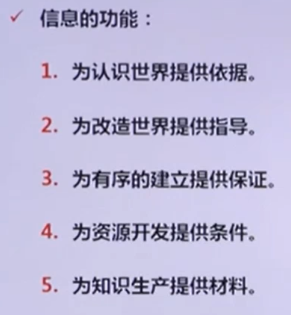 ✓ 信息的功能：
1. 为认识世界提供依据。
2. 为改造世界提供指导。
3. 为有序的建立提供保证。
4. 为资源开发提供条件。
5. 为知识生产提供材料。